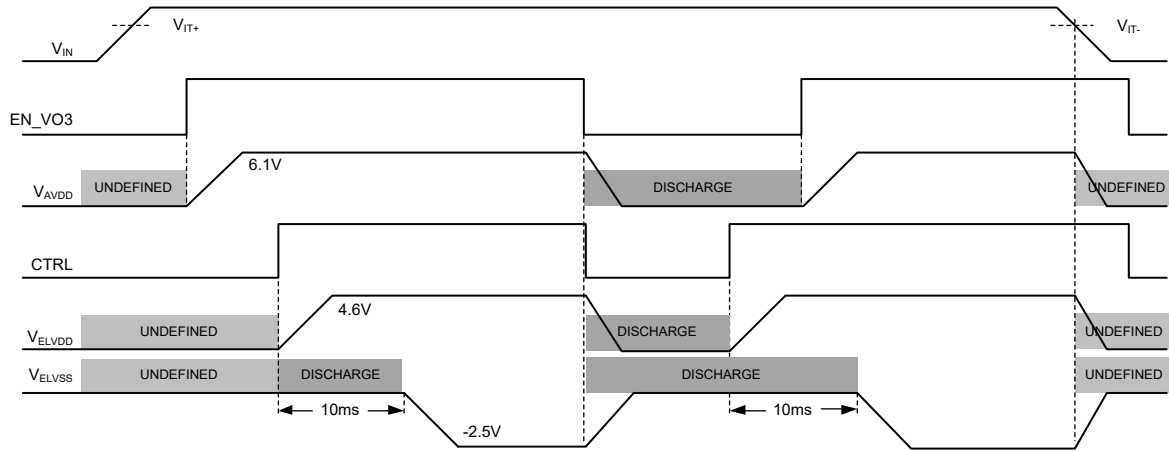 V_IT+
V_IT-
V_IN
EN_VO3
6.1V
V_AVDD
UNDEFINED
DISCHARGE
UNDEFINED
CTRL
4.6V
V_ELVDD
UNDEFINED
DISCHARGE
UNDEFINED
V_ELVSS
UNDEFINED
DISCHARGE
DISCHARGE
UNDEFINED
10ms
10ms
-2.5V